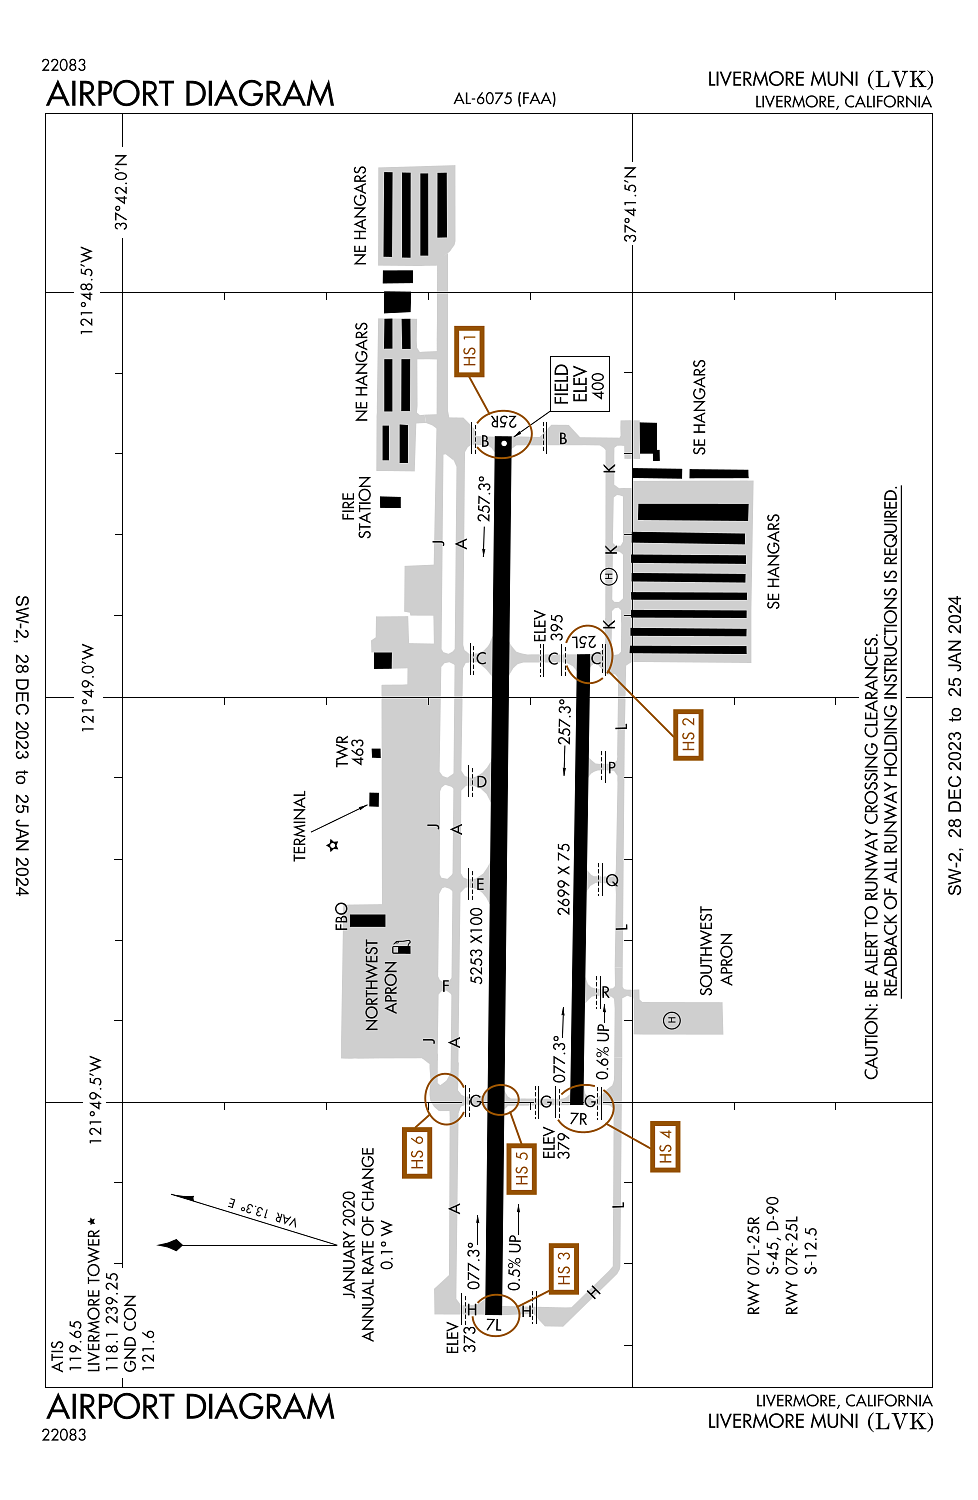 22083
AIRPORT DIAGRAM
AL-6075 (FAA)
LIVERMORE MUNI (LVK)
LIVERMORE, CALIFORNIA
37°42.0'N
37°41.5'N
121°48.5'W
121°49.0'W
121°49.5'W
NE HANGARS
NE HANGARS
HS 1
FIELD
ELEV
400
25R
B
B
SE HANGARS
K
FIRE
STATION
257.3°
J
A
K
H
SE HANGARS
K
ELEV
395
25L
C
C
C
HS 2
L
257.3°
TWR
463
D
P
TERMINAL
J
A
2699 X 75
E
Q
FBO
5253 X100
L
NORTHWEST
APRON
F
SOUTHWEST
APRON
R
H
J
A
077.3°
0.6% UP
G
G
G
7R
ELEV
379
HS 6
HS 5
HS 4
JANUARY 2020
ANNUAL RATE OF CHANGE
0.1° W
VAR 13.3° E
A
L
077.3°
0.5% UP
HS 3
H
H
H
7L
ELEV
373
RWY 07L-25R
S-45, D-90
RWY 07R-25L
S-12.5
ATIS
119.65
LIVERMORE TOWER ★
118.1 239.25
GND CON
121.6
CAUTION: BE ALERT TO RUNWAY CROSSING CLEARANCES.
READBACK OF ALL RUNWAY HOLDING INSTRUCTIONS IS REQUIRED.
SW-2, 28 DEC 2023 to 25 JAN 2024
SW-2, 28 DEC 2023 to 25 JAN 2024
AIRPORT DIAGRAM
22083
LIVERMORE, CALIFORNIA
LIVERMORE MUNI (LVK)